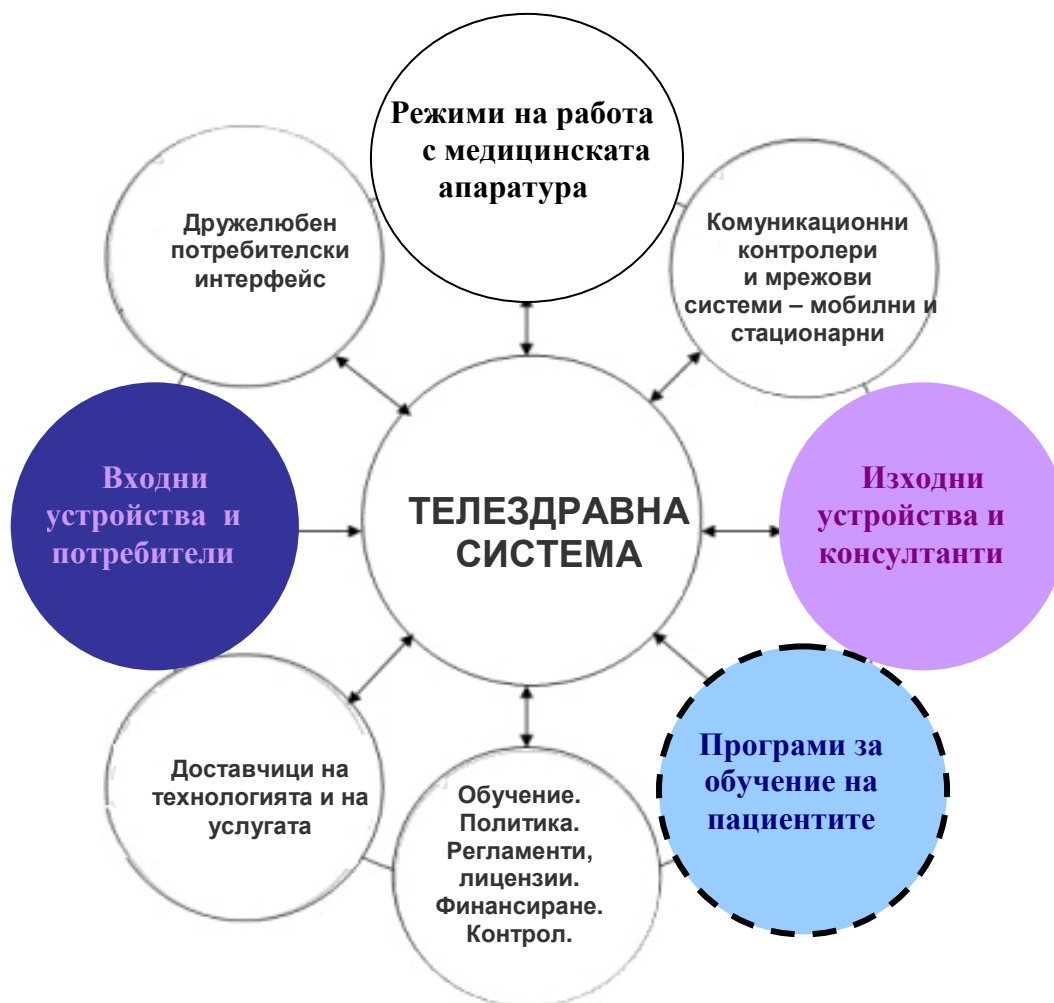 Режими на работа
с медицинската
апаратура
Дружелюбен
потребителски
интерфейс
Комуникационни
контролери
и мрежови
системи – мобилни и
стационарни
Входни
устройства и
потребители
ТЕЛЕЗДРАВНА
СИСТЕМА
Изходни
устройства и
консултанти
Доставчици на
технологията и на
услугата
Обучение.
Политика.
Регламенти,
лицензии.
Финансиране.
Контрол.
Програми за
обучение на
пациентите